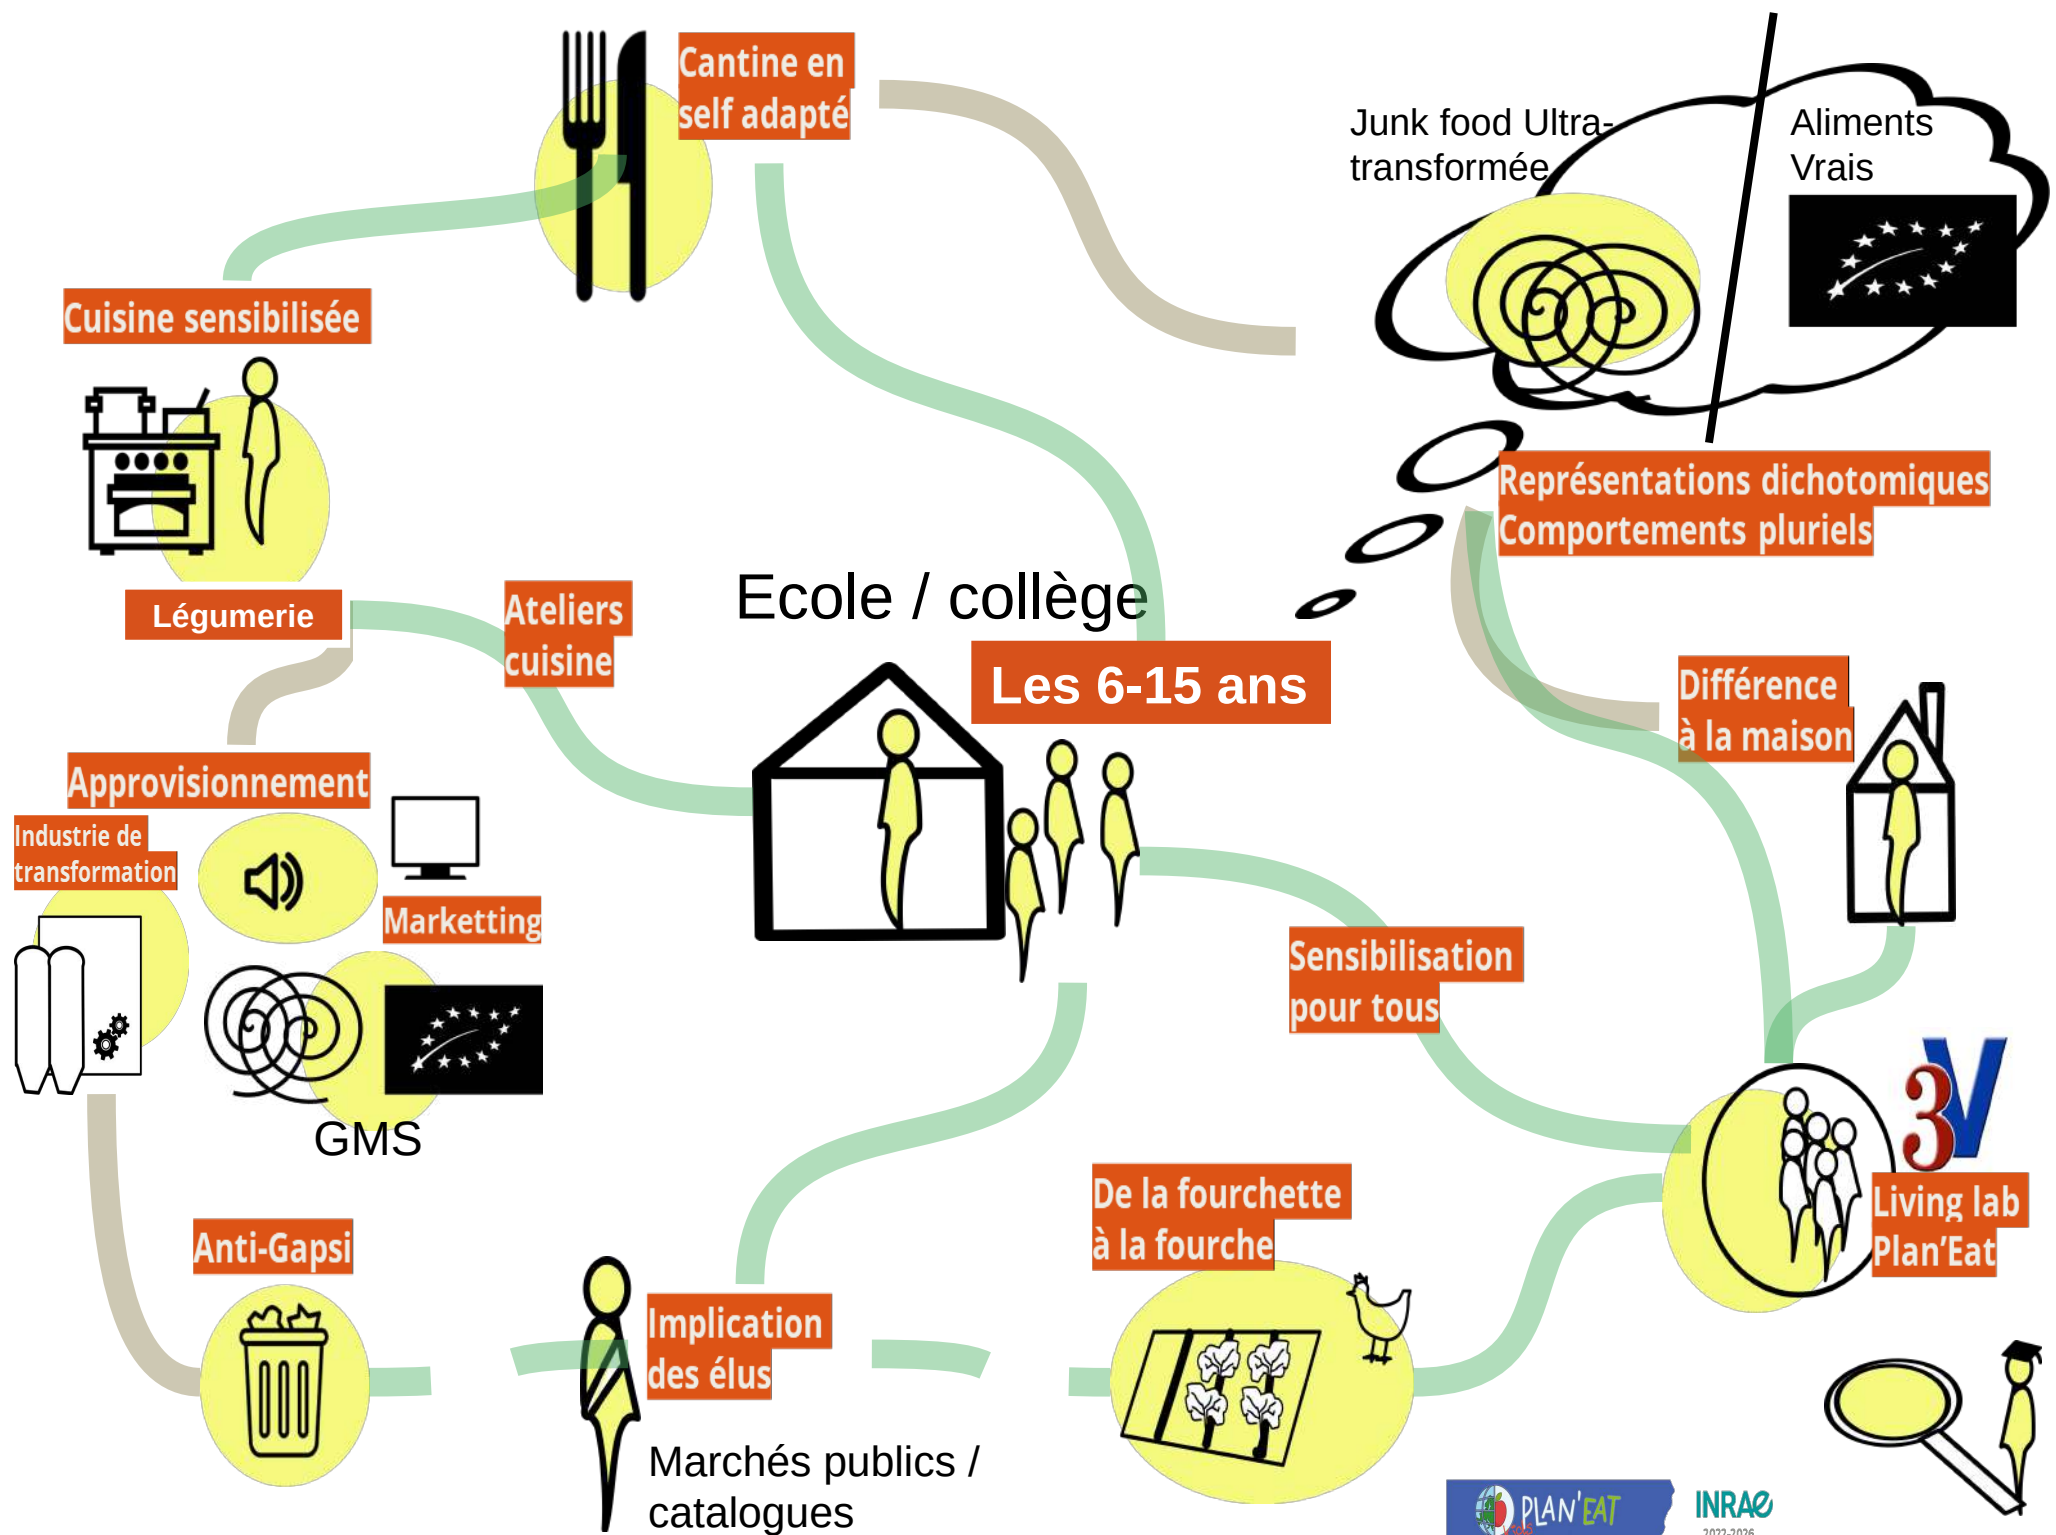 Cantine en
self adapté
Junk food Ultra-
transformée
Aliments
Vrais
Cuisine sensibilisée
Représentations dichotomiques
Comportements pluriels
Légumerie
Ateliers
cuisine
Ecole / collège
Les 6-15 ans
Différence
à la maison
Approvisionnement
Industrie de
transformation
Marketting
GMS
Sensibilisation
pour tous
3V
Living lab
Plan'Eat
De la fourchette
à la fourche
Anti-Gapsi
Implication
des élus
Marchés publics /
catalogues
PLAN'EAT
INRAE
2022-2026